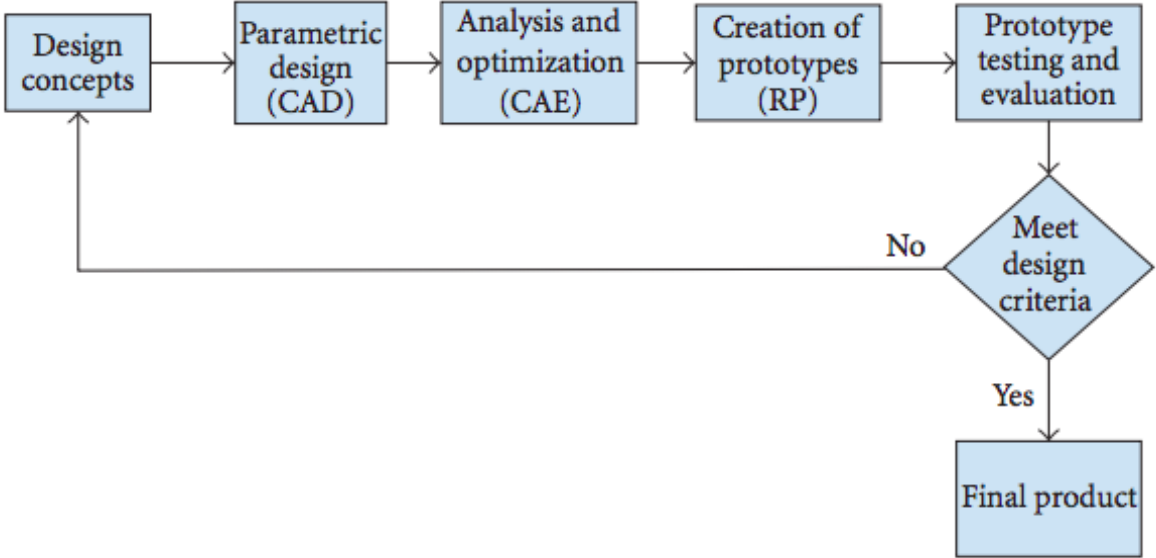 Design
concepts
Parametric
design
(CAD)
Analysis and
optimization
(CAE)
Creation of
prototypes
(RP)
Prototype
testing and
evaluation
Meet
design
criteria
No
Yes
Final product